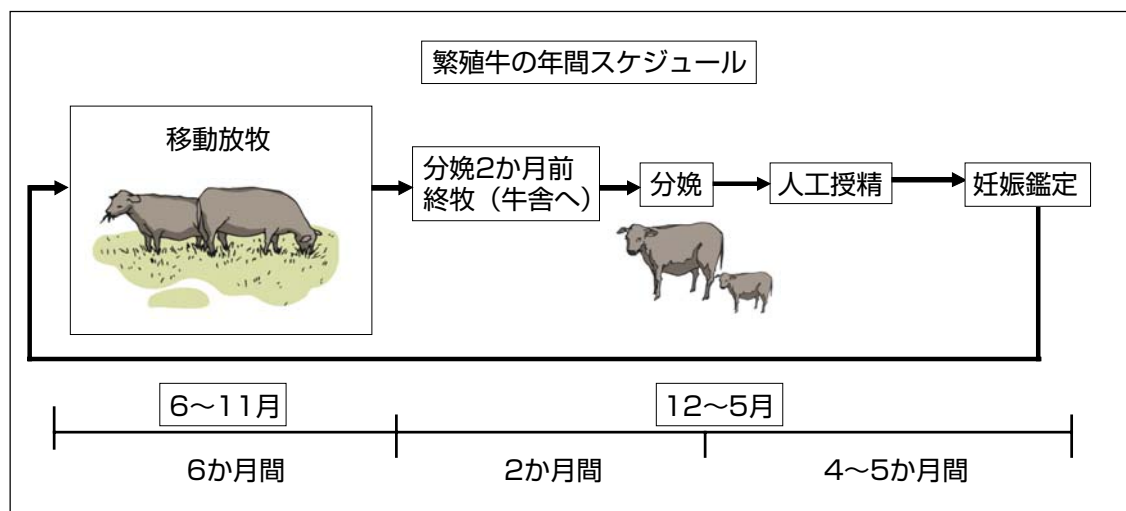 繁殖牛の年間スケジュール
移動放牧
分娩2か月前
終牧（牛舎へ）
分娩
人工授精
妊娠鑑定
6〜11月
12〜5月
6か月間
2か月間
4〜5か月間